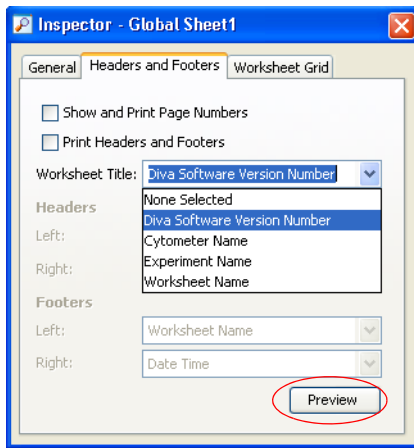 Inspector - Global Sheet1
General Headers and Footers Worksheet Grid
Show and Print Page Numbers
Print Headers and Footers
Worksheet Title: Diva Software Version Number
None Selected
Headers
Diva Software Version Number
Left:
Cytometer Name
Experiment Name
Right:
Worksheet Name
Footers
Left: Worksheet Name
Right: Date Time
Preview